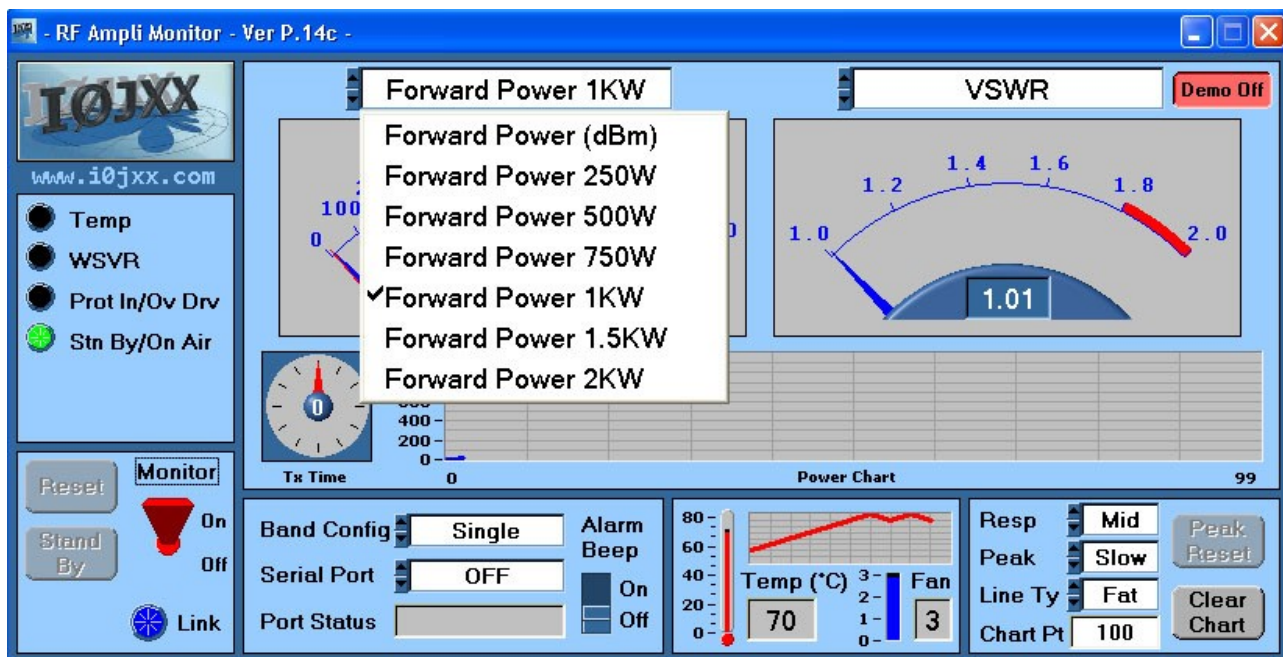 - RF Ampli Monitor - Ver P.14c -
IØJXX
www.i0jxx.com
Temp
WSVR
Prot In/Ov Drv
Stn By/On Air
Forward Power 1KW
VSWR
Demo Off
Forward Power (dBm)
Forward Power 250W
Forward Power 500W
Forward Power 750W
Forward Power 1KW
Forward Power 1.5KW
Forward Power 2KW
0
100
1.0
1.2
1.4
1.6
1.8
2.0
1.01
0
Tx Time
400
200
0
0
Power Chart
99
Reset
Monitor
Stand By
On
Off
Link
Band Config
Single
Serial Port
OFF
Port Status
Alarm
Beep
On
Off
80
60
40
20
0
Temp (°C)
70
3
2
1
0
Fan
3
Resp
Mid
Peak
Slow
Line Ty
Fat
Chart Pt
100
Peak
Reset
Clear
Chart